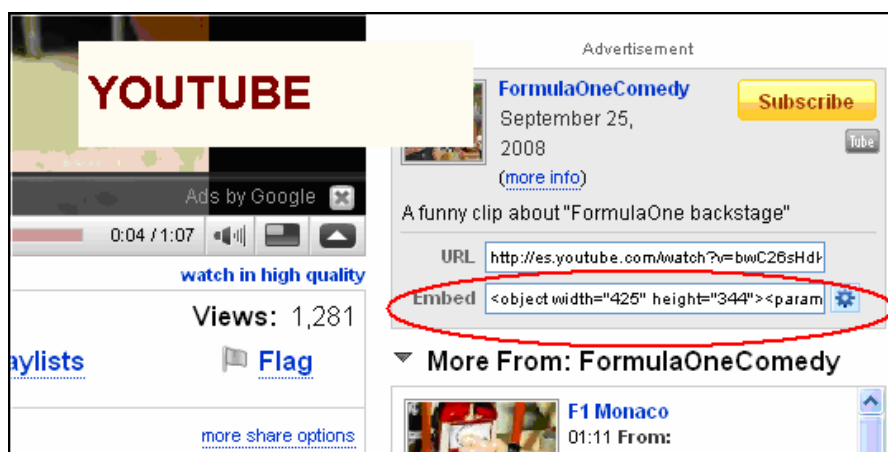 YOUTUBE
Ads by Google
0:04 / 1:07
watch in high quality
Views: 1,281
aylists
Flag
more share options
Advertisement
FormulaOneComedy
September 25,
2008
(more info)
Subscribe
Tube
A funny clip about "FormulaOne backstage"
URL http://es.youtube.com/watch?v=bwC26sHdH
Embed <object width="425" height="344"><param
More From: FormulaOneComedy
F1 Monaco
01:11 From: